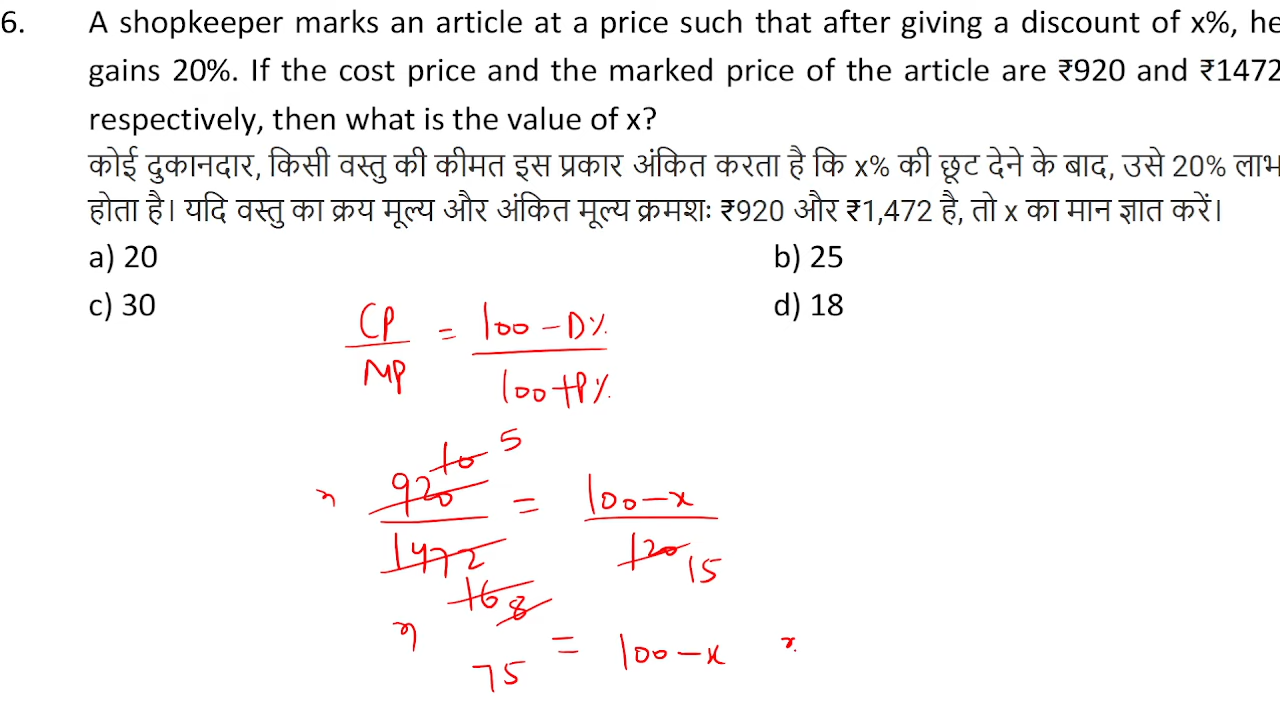 6. A shopkeeper marks an article at a price such that after giving a discount of x%, he
gains 20%. If the cost price and the marked price of the article are ₹920 and ₹1472
respectively, then what is the value of x?
कोई दुकानदार, किसी वस्तु की कीमत इस प्रकार अंकित करता है कि x% की छूट देने के बाद, उसे 20% लाभ
होता है। यदि वस्तु का क्रय मूल्य और अंकित मूल्य क्रमशः ₹920 और ₹1,472 है, तो x का मान ज्ञात करें।
a) 20 b) 25
c) 30 d) 18
CP = 100-D%
MP 100+P%
10 5
920 = 100-x
1472 120 15
16 8
75 = 100-x